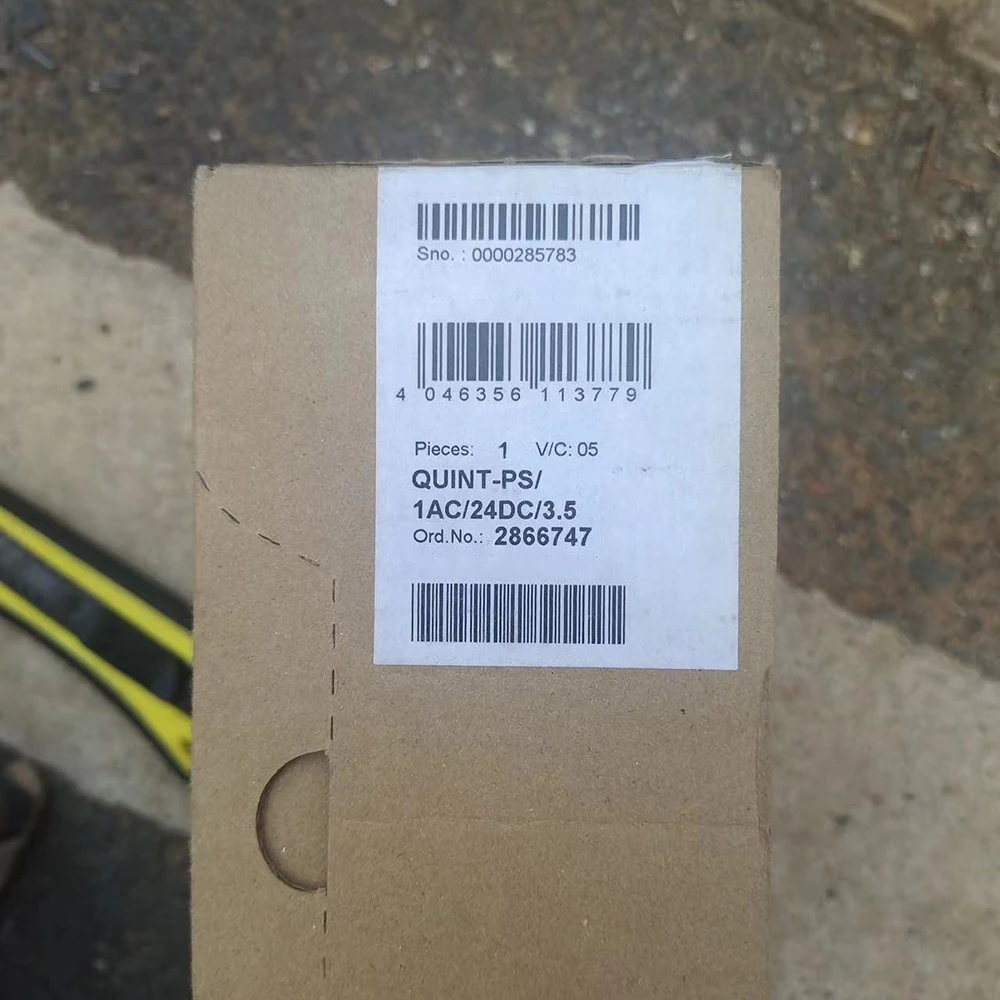 Sno. : 0000285783
4 046356 113779
Pieces: 1 V/C: 05
QUINT-PS/
1AC/24DC/3.5
Ord.No.: 2866747